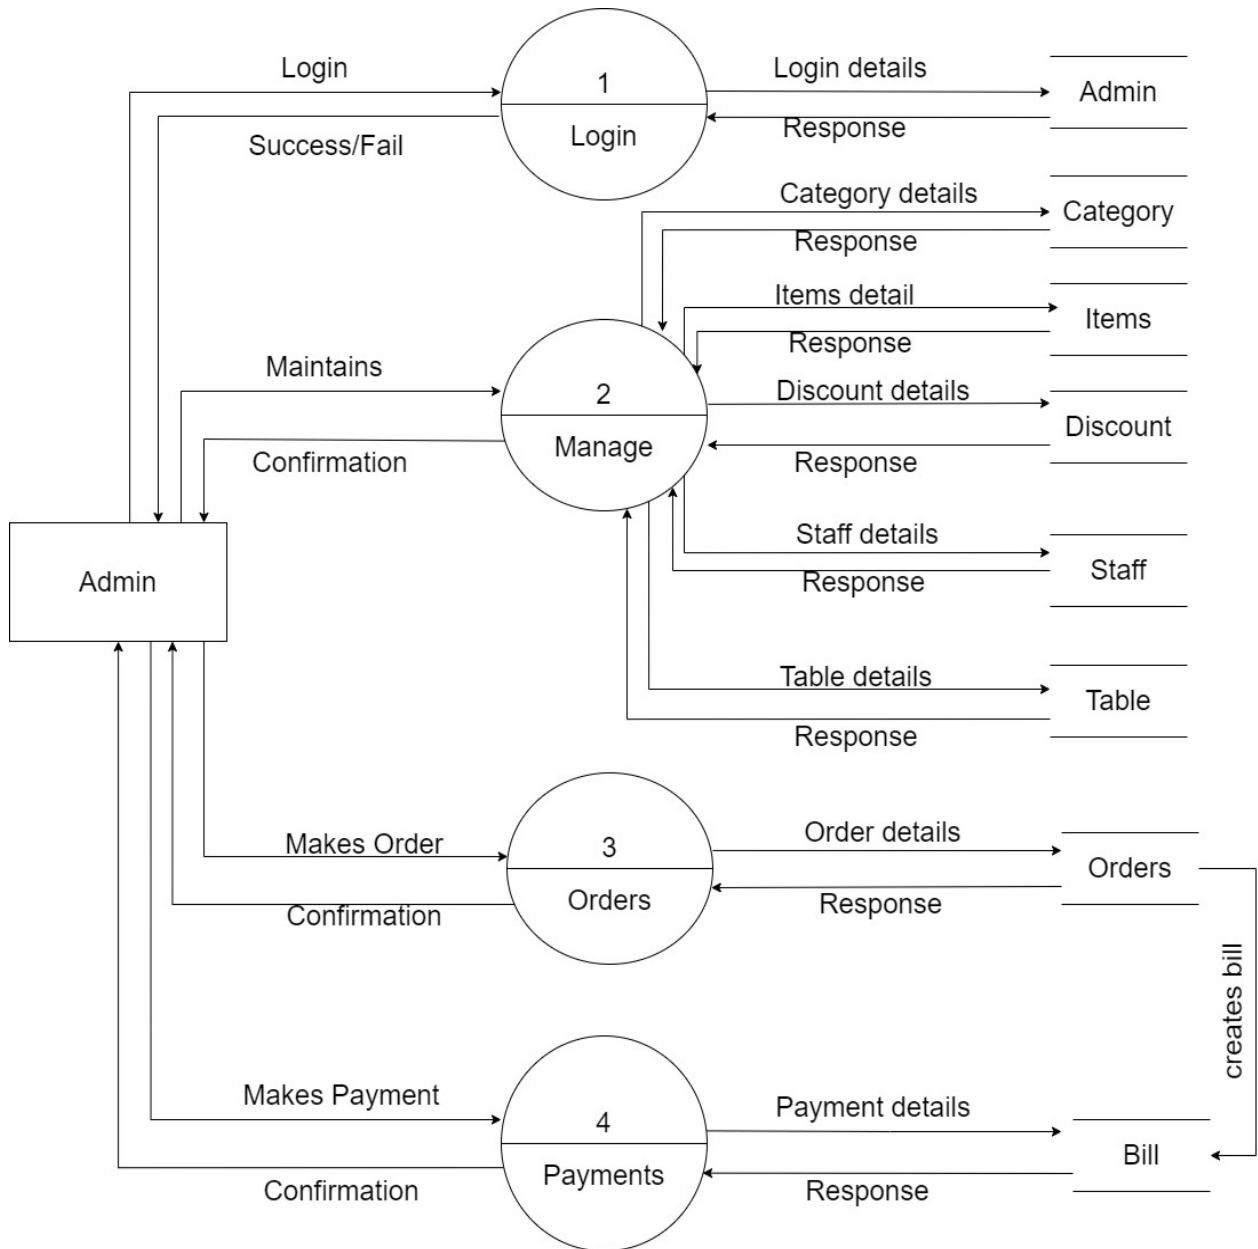 Login
Success/Fail
1
Login
Login details
Response
Admin
Category details
Response
Category
Items detail
Response
Items
Maintains
Confirmation
2
Manage
Discount details
Response
Discount
Staff details
Response
Staff
Admin
Table details
Response
Table
Makes Order
Confirmation
3
Orders
Order details
Response
Orders
creates bill
Makes Payment
Confirmation
4
Payments
Payment details
Response
Bill